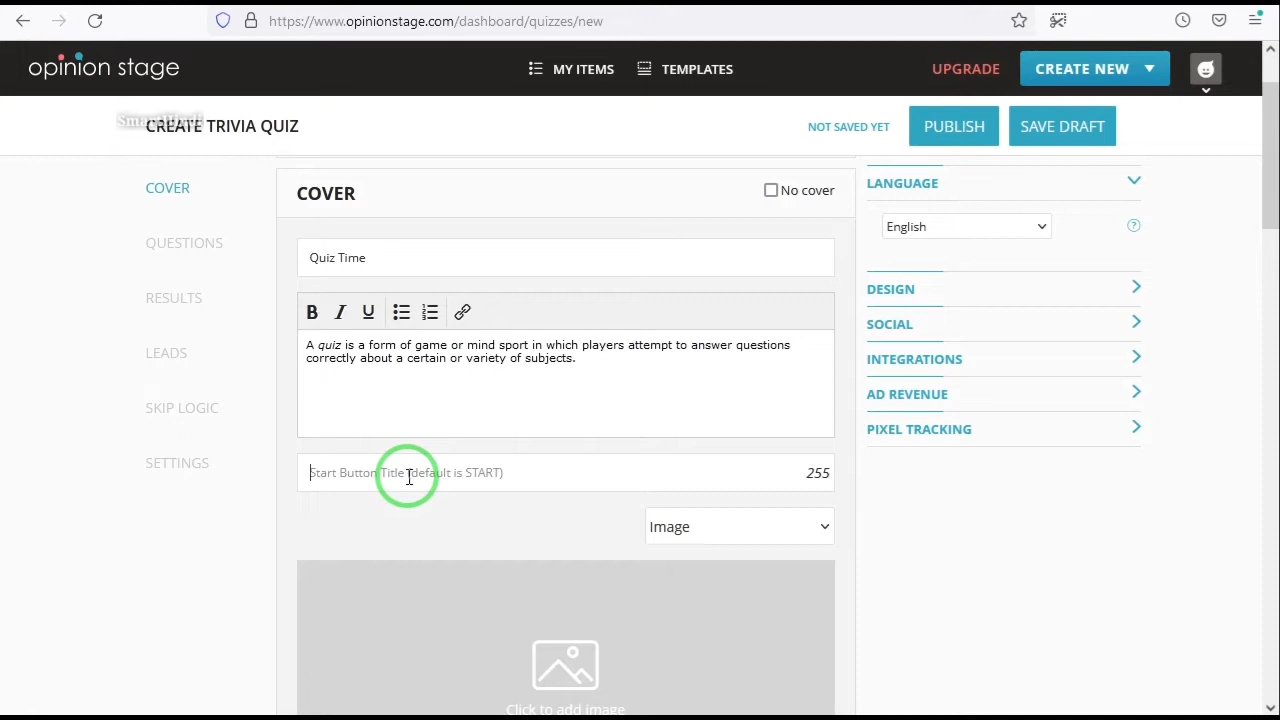 https://www.opinionstage.com/dashboard/quizzes/new
opinion stage
MY ITEMS
TEMPLATES
UPGRADE
CREATE NEW
CREATE TRIVIA QUIZ
NOT SAVED YET
PUBLISH
SAVE DRAFT
COVER
QUESTIONS
RESULTS
LEADS
SKIP LOGIC
SETTINGS
COVER
No cover
Quiz Time
B I U
A quiz is a form of game or mind sport in which players attempt to answer questions
correctly about a certain or variety of subjects.
Start Button Title (default is START)
255
Image
Click to add image
LANGUAGE
English
DESIGN
SOCIAL
INTEGRATIONS
AD REVENUE
PIXEL TRACKING